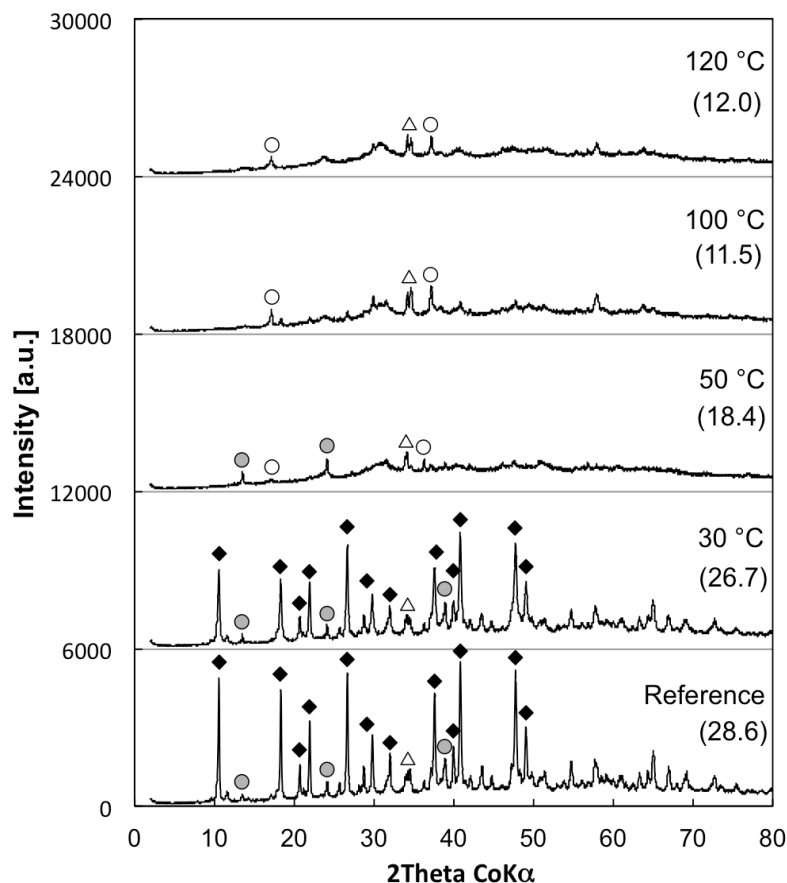 30000
120 °C
(12.0)
24000
100 °C
(11.5)
18000
50 °C
(18.4)
12000
30 °C
(26.7)
6000
Reference
(28.6)
0
Intensity [a.u.]
0 10 20 30 40 50 60 70 80
2Theta CoKα